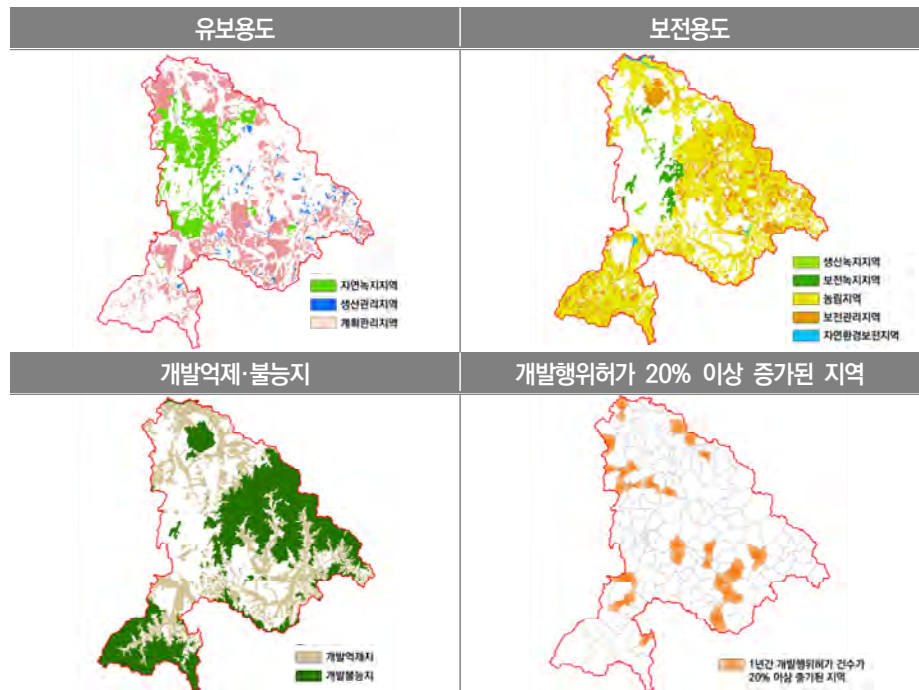 유보용도
보전용도
자연녹지지역
생산관리지역
계획관리지역
생산녹지지역
보전녹지지역
농림지역
보전관리지역
자연환경보전지역
개발억제·불능지
개발행위허가 20% 이상 증가된 지역
개발억제지
개발불능지
1년간 개발행위허가 건수가
20% 이상 증가된 지역